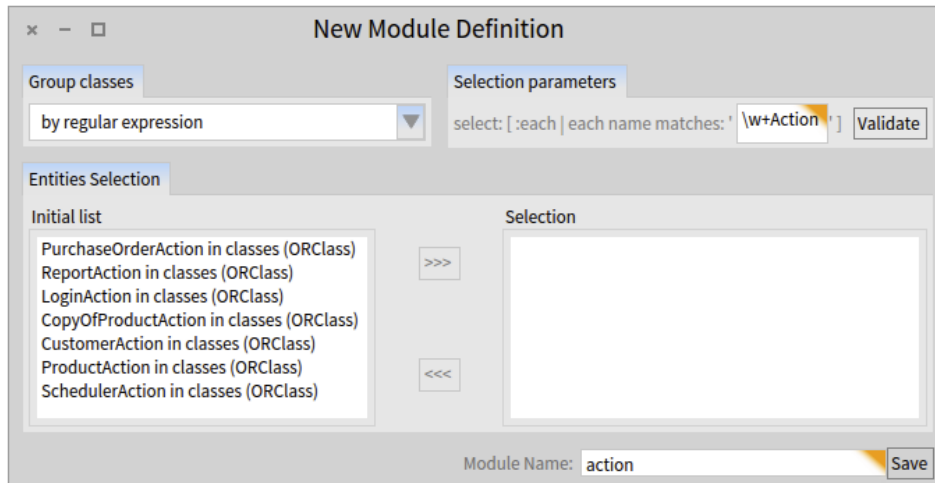 New Module Definition
Group classes
Selection parameters
by regular expression
select: [ :each | each name matches: ' \w+Action ' ] Validate
Entities Selection
Initial list
Selection
PurchaseOrderAction in classes (ORClass)
ReportAction in classes (ORClass)
LoginAction in classes (ORClass)
CopyOfProductAction in classes (ORClass)
CustomerAction in classes (ORClass)
ProductAction in classes (ORClass)
SchedulerAction in classes (ORClass)
>>>
<<<
Module Name: action Save